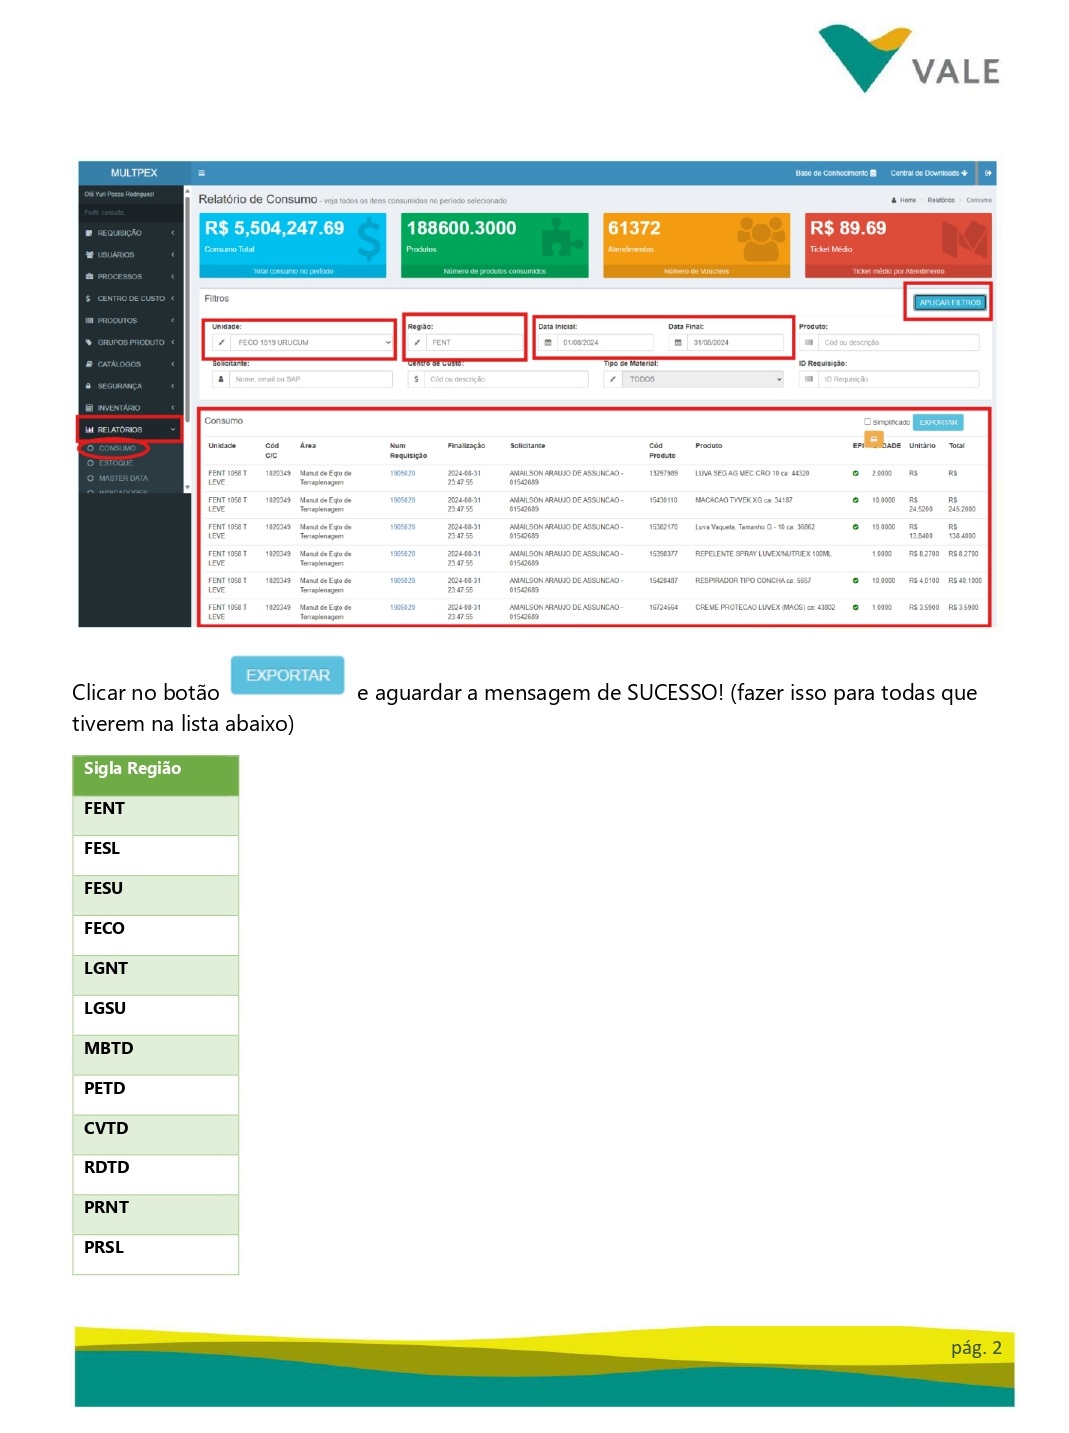 VALE
MULTPEX
Base de Conhecimento
Central de Downloads
Olá Yuri Possa Rodrigues!
Perfil: consulta,
Relatório de Consumo - veja todos os itens consumidos no período selecionado
Home Relatórios Consumo
REQUISIÇÃO
USUÁRIOS
PROCESSOS
CENTRO DE CUSTO
PRODUTOS
GRUPOS PRODUTO
CATÁLOGOS
SEGURANÇA
INVENTÁRIO
RELATÓRIOS
CONSUMO
ESTOQUE
MASTER DATA
INDICADORES
R$ 5,504,247.69
Consumo Total
Total consumo no período
188600.3000
Produtos
Número de produtos consumidos
61372
Atendimentos
Número de Vouchers
R$ 89.69
Ticket Médio
Ticket médio por Atendimento
Filtros
APLICAR FILTROS
Unidade: Região: Data Inicial: Data Final: Produto:
FECO 1519 URUCUM FENT 01/08/2024 31/08/2024 Cód ou descrição
Solicitante: Centro de Custo: Tipo de Material: ID Requisição:
Nome, email ou SAP Cód ou descrição TODOS ID Requisição
Consumo
Simplificado EXPORTAR
Unidade Cód C/C Área Num Requisição Finalização Solicitante Cód Produto Produto EPI DADE Unitário Total
FENT 1058 T LEVE 1020349 Manut de Eqto de Terraplenagem 1905020 2024-08-31 23:47:55 AMAILSON ARAUJO DE ASSUNCAO - 01542689 13297989 LUVA SEG AG MEC CRO 10 ca: 44320 2.0000 R$ R$
FENT 1058 T LEVE 1020349 Manut de Eqto de Terraplenagem 1905020 2024-08-31 23:47:55 AMAILSON ARAUJO DE ASSUNCAO - 01542689 15430110 MACACAO TYVEK XG ca: 34187 10.0000 R$ 24.5200 R$ 245.2000
FENT 1058 T LEVE 1020349 Manut de Eqto de Terraplenagem 1905020 2024-08-31 23:47:55 AMAILSON ARAUJO DE ASSUNCAO - 01542689 15382170 Luva Vaqueta, Tamanho G - 10 ca: 36862 10.0000 R$ 13.8400 R$ 138.4000
FENT 1058 T LEVE 1020349 Manut de Eqto de Terraplenagem 1905020 2024-08-31 23:47:55 AMAILSON ARAUJO DE ASSUNCAO - 01542689 15398377 REPELENTE SPRAY LUVEX/NUTRIEX 100ML 1.0000 R$ 8.2700 R$ 8.2700
FENT 1058 T LEVE 1020349 Manut de Eqto de Terraplenagem 1905020 2024-08-31 23:47:55 AMAILSON ARAUJO DE ASSUNCAO - 01542689 15428487 RESPIRADOR TIPO CONCHA ca: 5657 10.0000 R$ 4.0100 R$ 40.1000
FENT 1058 T LEVE 1020349 Manut de Eqto de Terraplenagem 1905020 2024-08-31 23:47:55 AMAILSON ARAUJO DE ASSUNCAO - 01542689 16724564 CREME PROTECAO LUVEX (MAOS) ca: 43802 1.0000 R$ 3.5900 R$ 3.5900
Clicar no botão EXPORTAR e aguardar a mensagem de SUCESSO! (fazer isso para todas que
tiverem na lista abaixo)
Sigla Região
FENT
FESL
FESU
FECO
LGNT
LGSU
MBTD
PETD
CVTD
RDTD
PRNT
PRSL
pág. 2